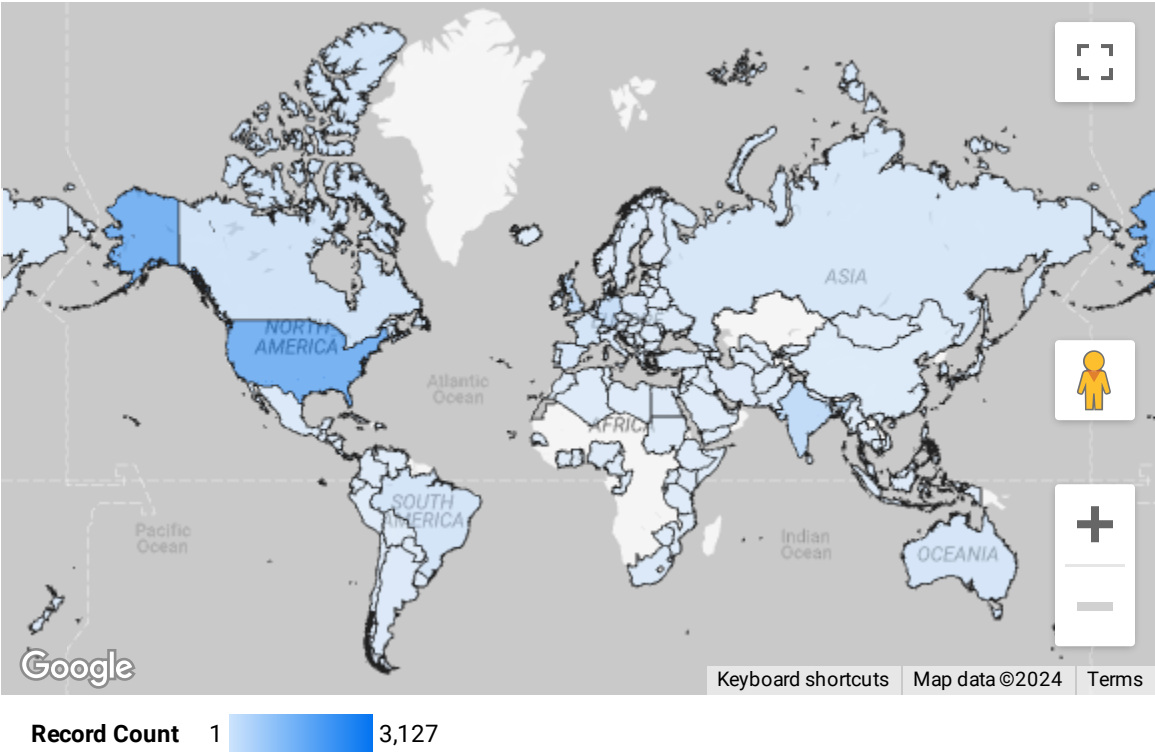 ASIA
NORTH
AMERICA
EUROPE
Atlantic
Ocean
AFRICA
SOUTH
AMERICA
Pacific
Ocean
Indian
Ocean
OCEANIA
Google
Keyboard shortcuts
Map data ©2024
Terms
Record Count 1 3,127